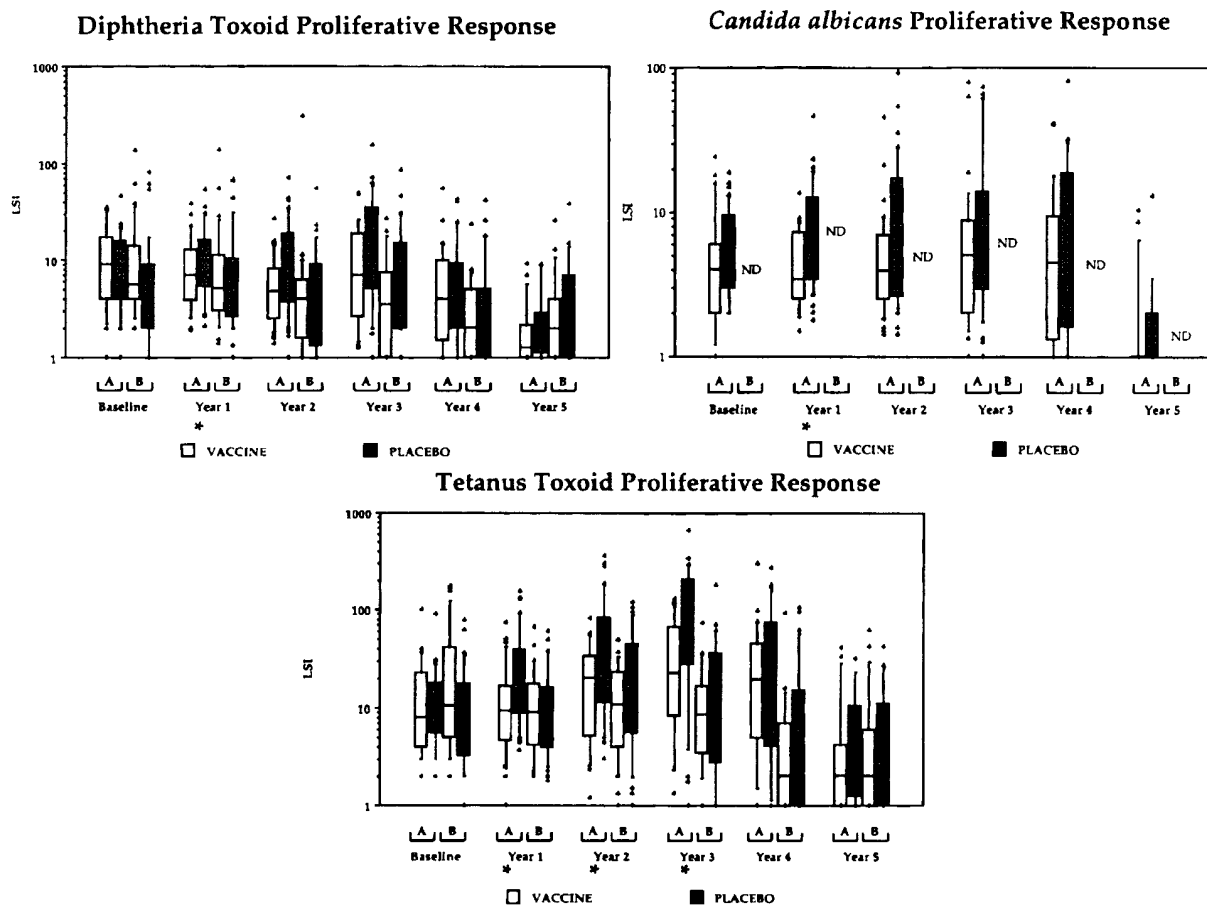 Diphtheria Toxoid Proliferative Response
1000
100
10
1
LSI
A B A B A B A B A B A B
Baseline Year 1 Year 2 Year 3 Year 4 Year 5
*
VACCINE PLACEBO
Candida albicans Proliferative Response
100
10
1
LSI
ND ND ND ND ND ND
A B A B A B A B A B A B
Baseline Year 1 Year 2 Year 3 Year 4 Year 5
*
VACCINE PLACEBO
Tetanus Toxoid Proliferative Response
1000
100
10
1
LSI
A B A B A B A B A B A B
Baseline Year 1 Year 2 Year 3 Year 4 Year 5
* * *
VACCINE PLACEBO